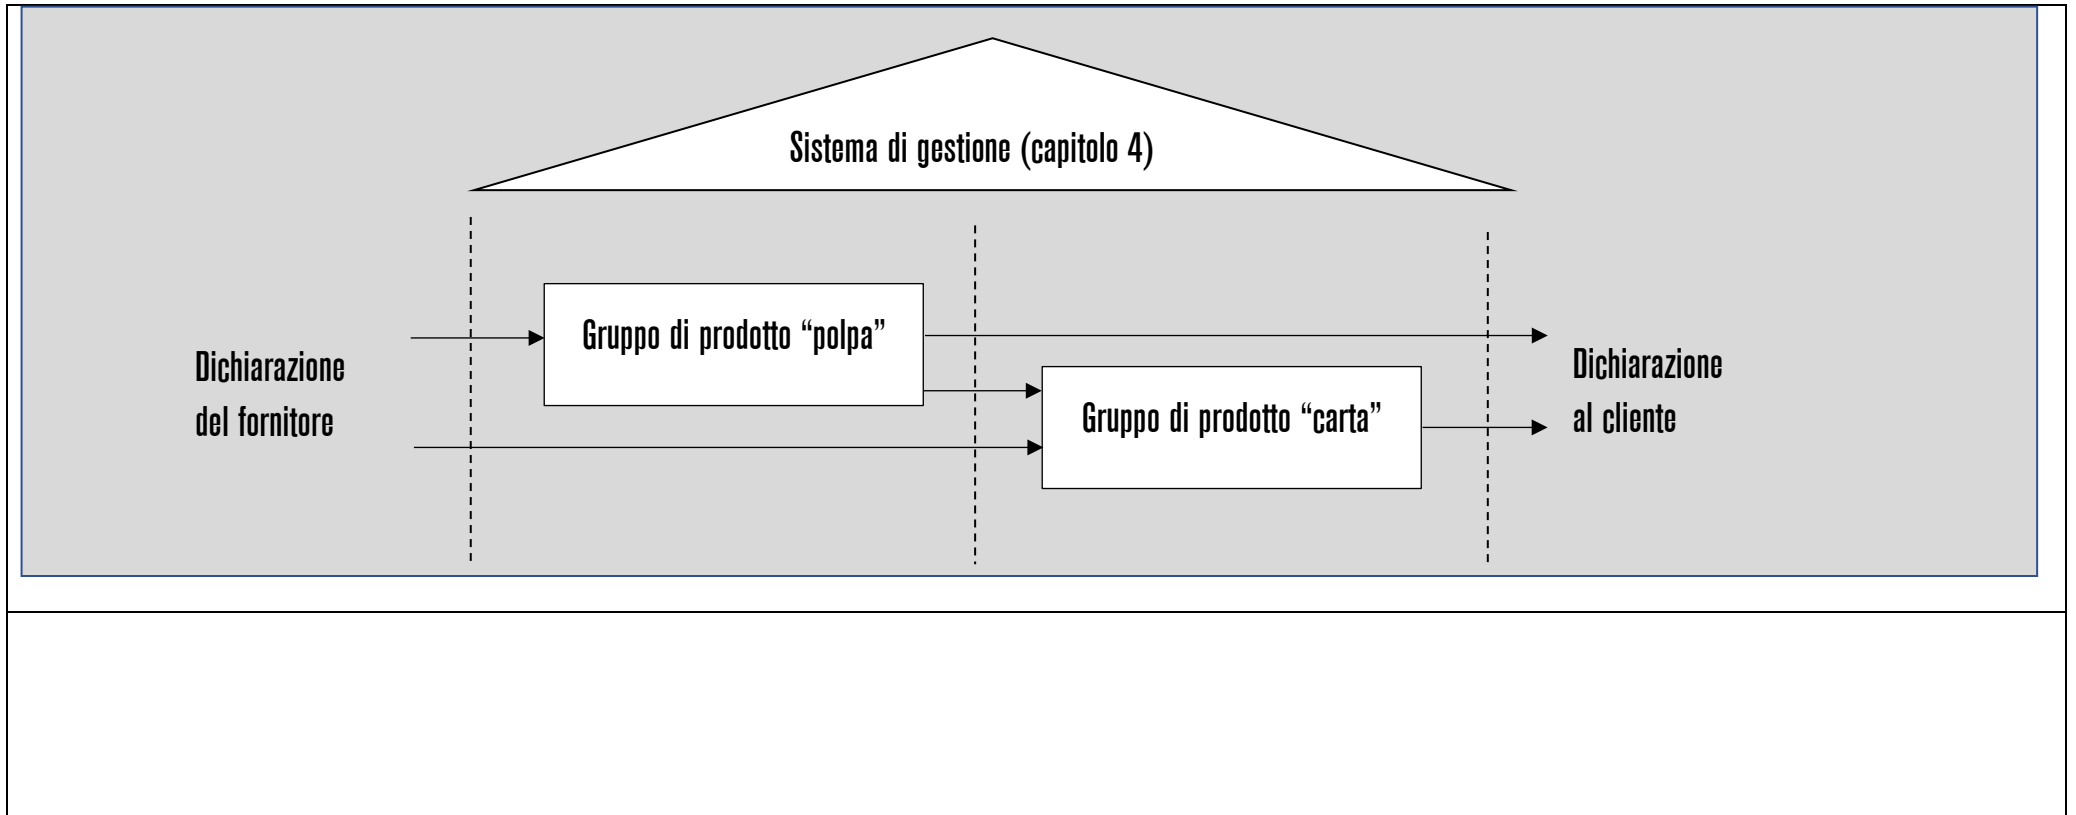 Sistema di gestione (capitolo 4)
Gruppo di prodotto “polpa”
Dichiarazione
del fornitore
Gruppo di prodotto “carta”
Dichiarazione
al cliente